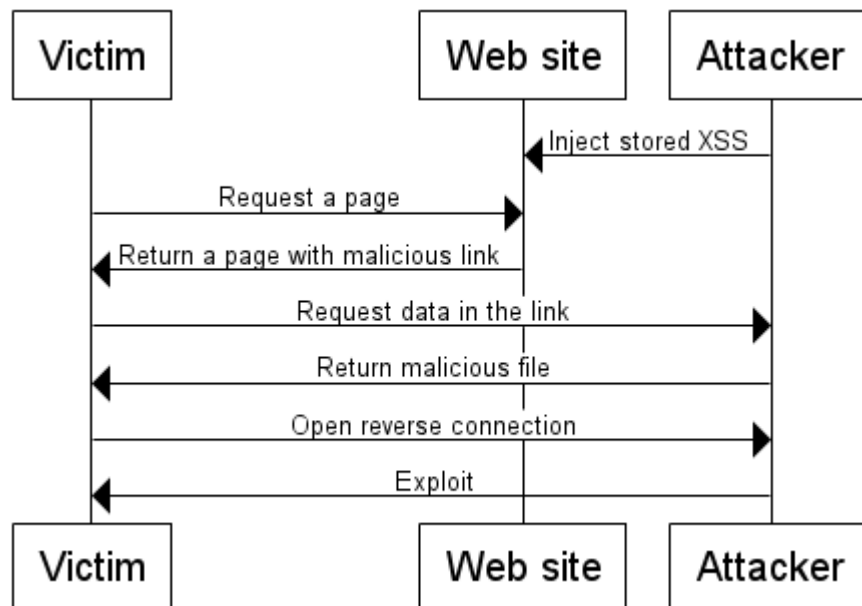 Victim
Web site
Attacker
Inject stored XSS
Request a page
Return a page with malicious link
Request data in the link
Return malicious file
Open reverse connection
Exploit
Victim
Web site
Attacker